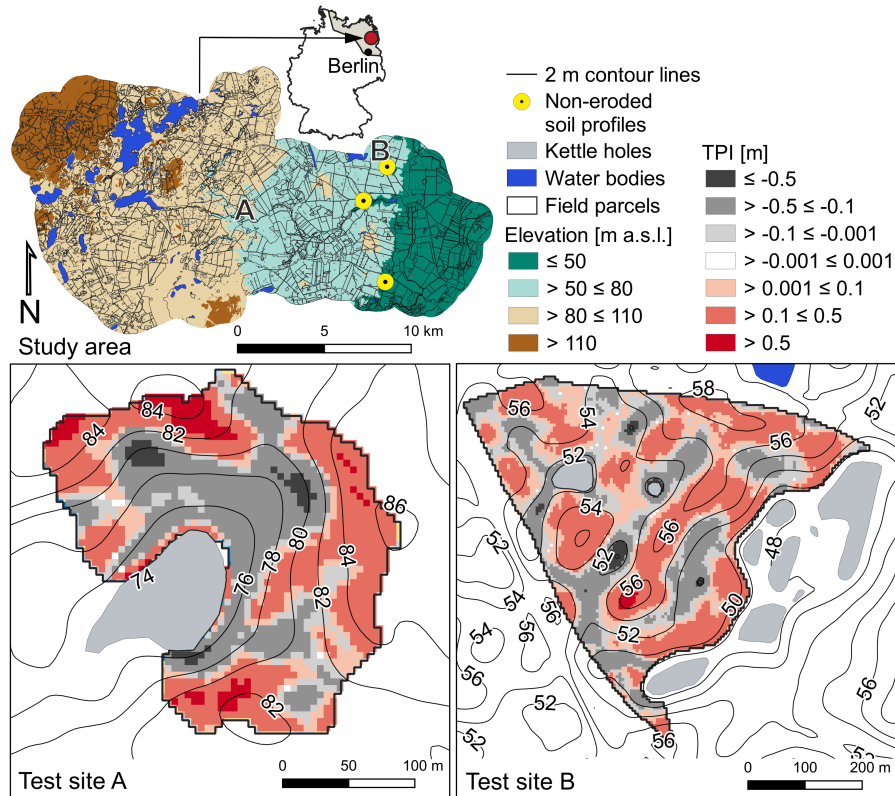 Berlin
A
B
N
0 5 10 km
Study area
2 m contour lines
Non-eroded
soil profiles
Kettle holes
Water bodies
Field parcels
Elevation [m a.s.l.]
≤ 50
> 50 ≤ 80
> 80 ≤ 110
> 110
TPI [m]
≤ -0.5
> -0.5 ≤ -0.1
> -0.1 ≤ -0.001
> -0.001 ≤ 0.001
> 0.001 ≤ 0.1
> 0.1 ≤ 0.5
> 0.5
84
84
82
86
80
84
78
76
74
82
82
Test site A
0 50 100 m
58
52
56
54
56
52
54
56
48
52
52
56
50
54
56
52
54
56
56
56
52
52
56
52
Test site B
0 100 200 m